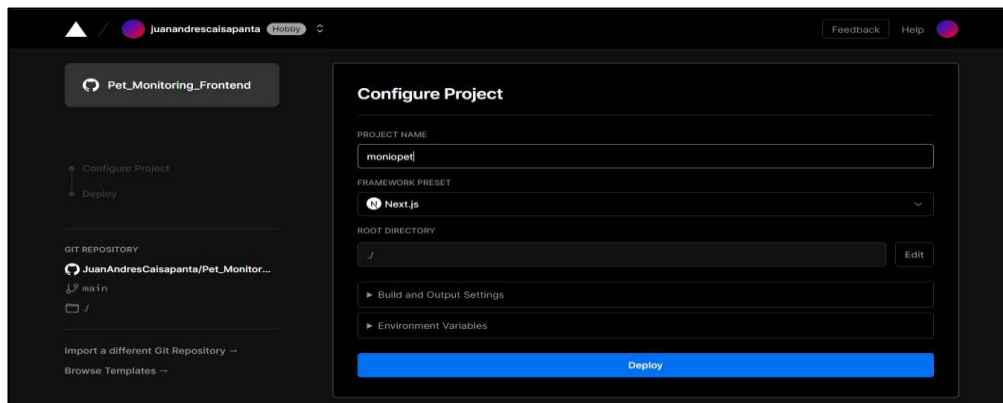 juanandrescaisapanta Hobby
Feedback Help
Pet_Monitoring_Frontend
Configure Project
Deploy
GIT REPOSITORY
JuanAndresCaisapanta/Pet_Monitor...
main
./
Import a different Git Repository →
Browse Templates →
Configure Project
PROJECT NAME
moniopet
FRAMEWORK PRESET
N Next.js
ROOT DIRECTORY
./ Edit
Build and Output Settings
Environment Variables
Deploy